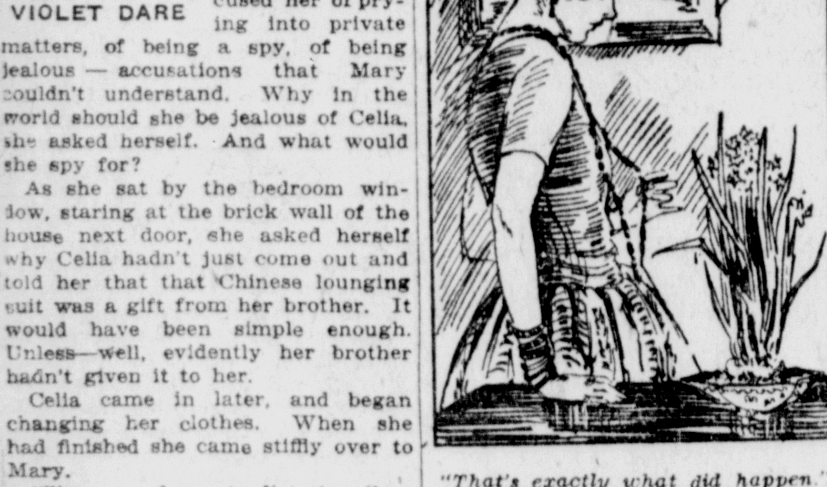 VIOLET DARE
cused her of pry-
ing into private
matters, of being a spy, of being
jealous — accusations that Mary
couldn't understand. Why in the
world should she be jealous of Celia,
she asked herself. And what would
she spy for?
As she sat by the bedroom win-
dow, staring at the brick wall of the
house next door, she asked herself
why Celia hadn't just come out and
told her that that Chinese lounging
suit was a gift from her brother. It
would have been simple enough.
Unless—well, evidently her brother
hadn't given it to her.
Celia came in later, and began
changing her clothes. When she
had finished she came stiffly over to
Mary.
"That's exactly what did happen."